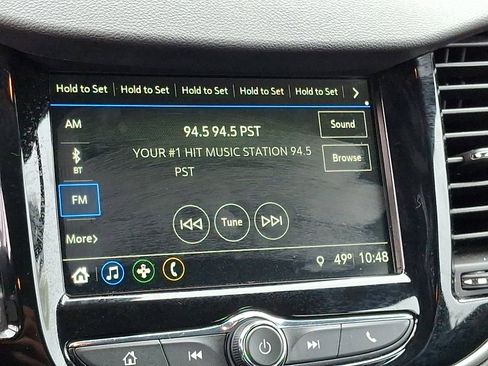 Hold to Set Hold to Set Hold to Set Hold to Set Hold to Set
AM
94.5 94.5 PST
Sound
YOUR #1 HIT MUSIC STATION 94.5
PST
Browse
BT
FM
Tune
More
49° 10:48